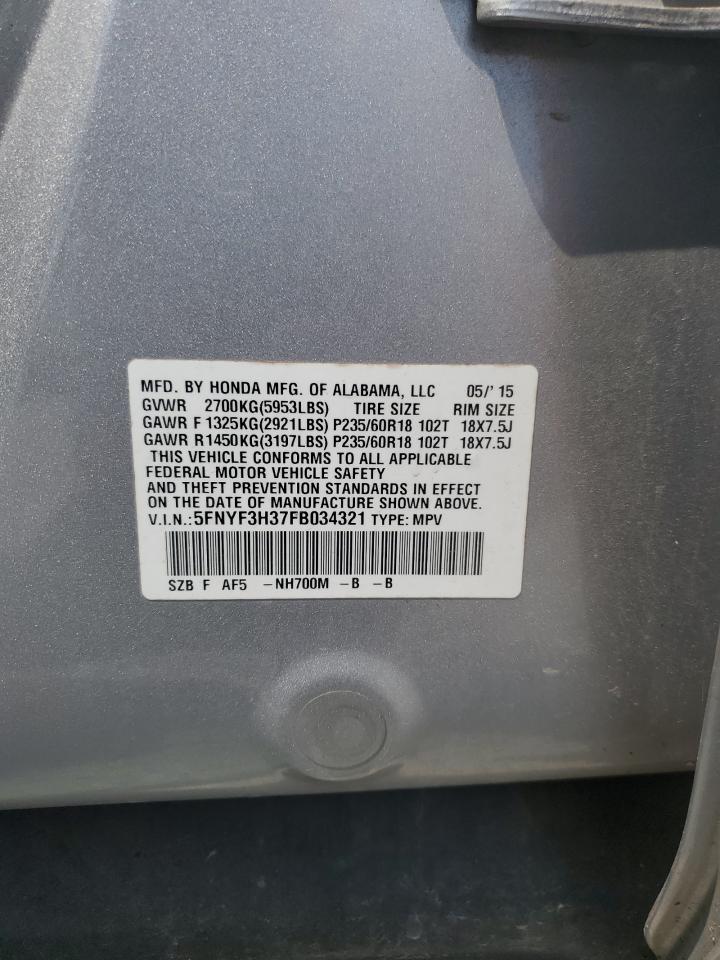 MFD. BY HONDA MFG. OF ALABAMA, LLC 05/' 15
GVWR 2700KG(5953LBS) TIRE SIZE RIM SIZE
GAWR F 1325KG(2921LBS) P235/60R18 102T 18X7.5J
GAWR R1450KG(3197LBS) P235/60R18 102T 18X7.5J
THIS VEHICLE CONFORMS TO ALL APPLICABLE
FEDERAL MOTOR VEHICLE SAFETY
AND THEFT PREVENTION STANDARDS IN EFFECT
ON THE DATE OF MANUFACTURE SHOWN ABOVE.
V.I.N.:5FNYF3H37FB034321 TYPE: MPV
SZB F AF5 -NH700M -B -B